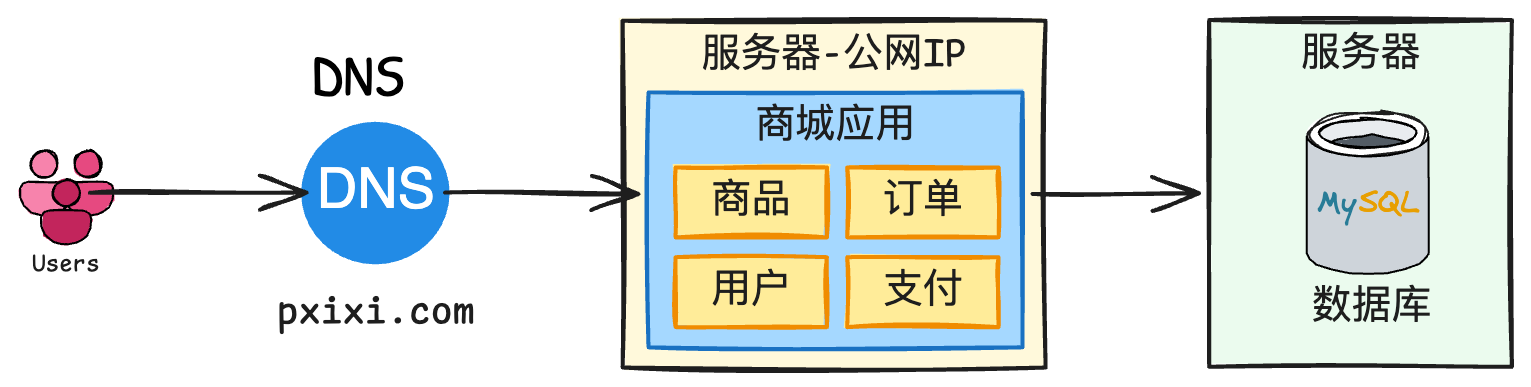 DNS
DNS
pxixi.com
Users
服务器-公网IP
商城应用
商品
订单
用户
支付
服务器
MySQL
数据库